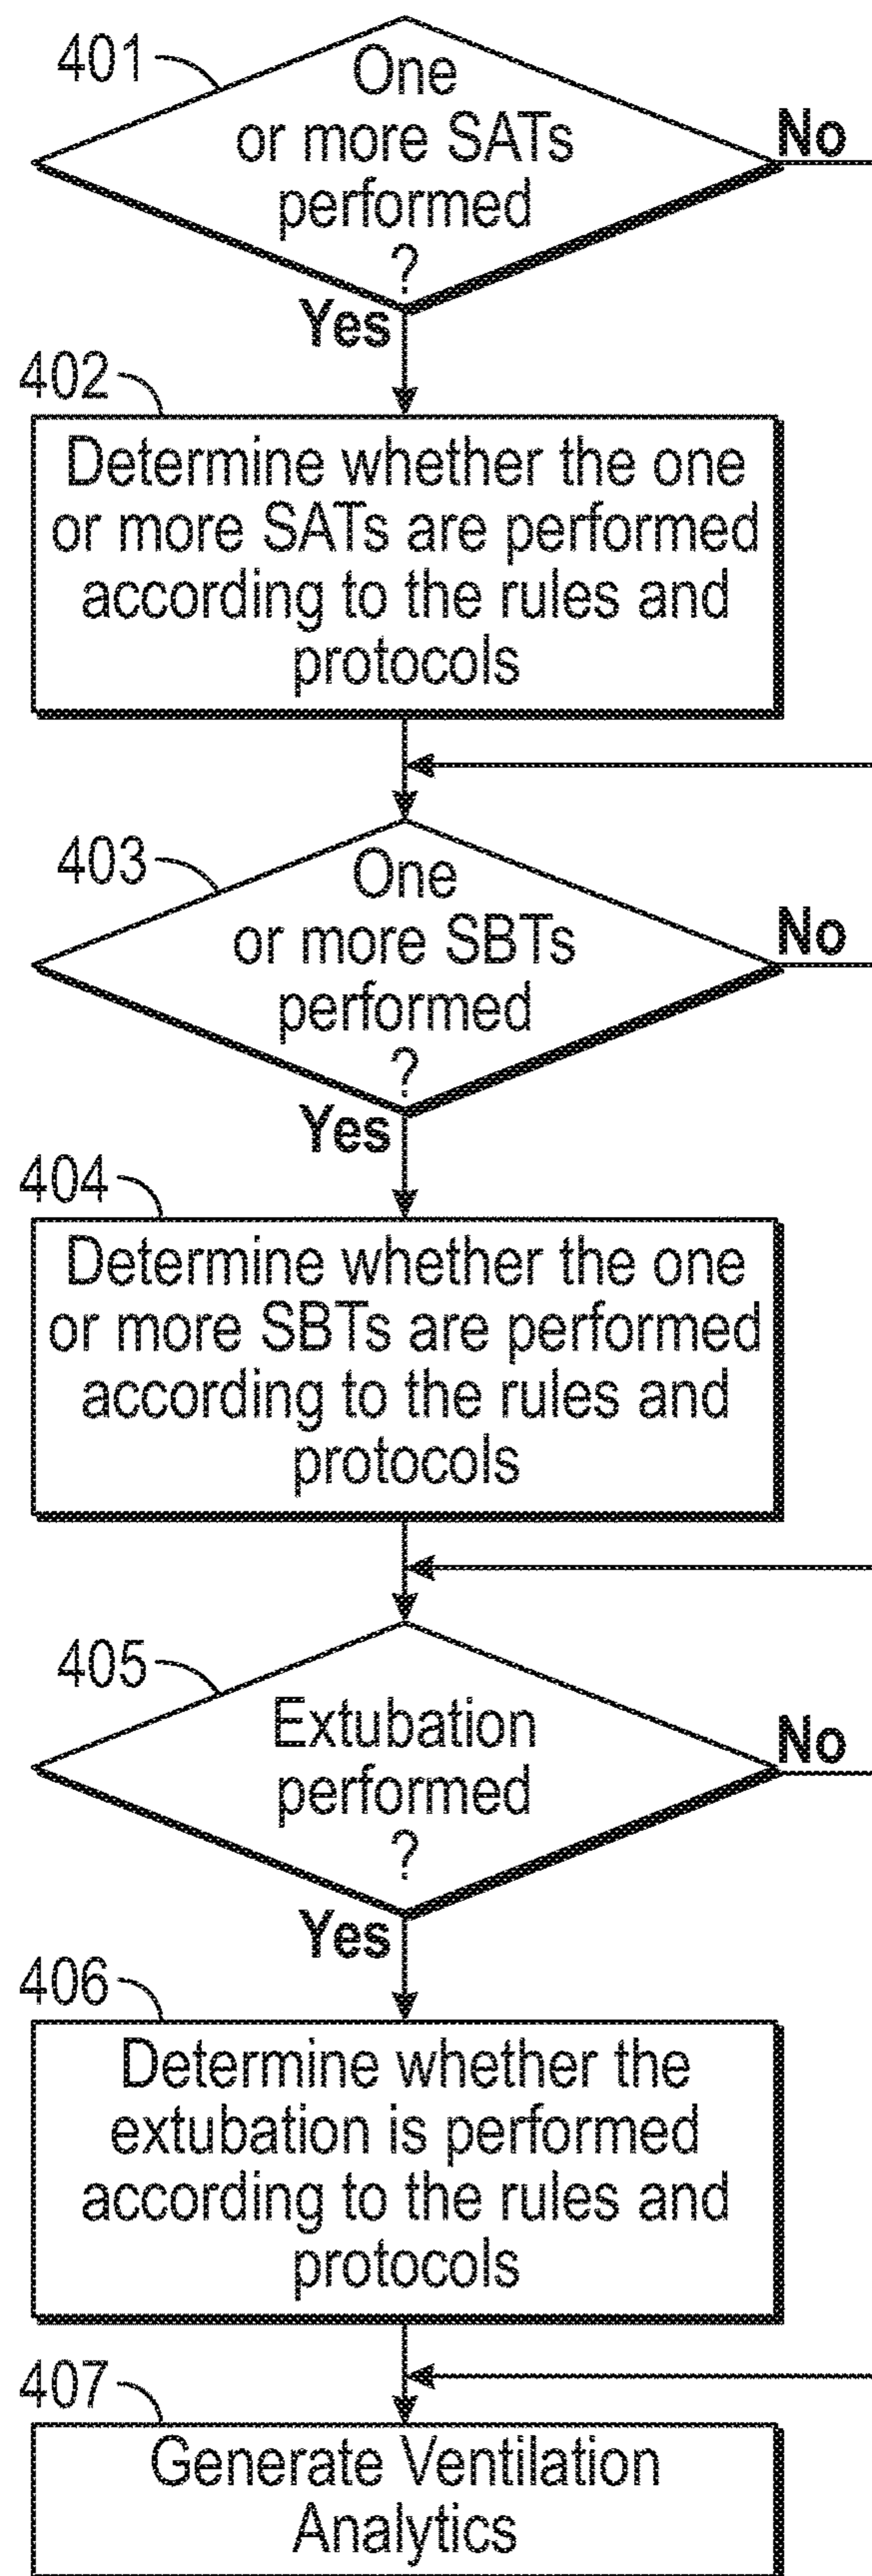 401
One
or more SATs
performed
?
No
Yes
402
Determine whether the one
or more SATs are performed
according to the rules and
protocols
403
One
or more SBTs
performed
?
No
Yes
404
Determine whether the one
or more SBTs are performed
according to the rules and
protocols
405
Extubation
performed
?
No
Yes
406
Determine whether the
extubation is performed
according to the rules and
protocols
407
Generate Ventilation
Analytics